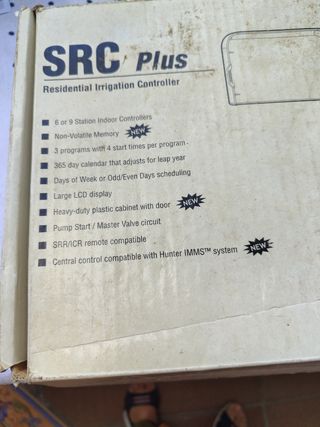 SRC Plus
Residential Irrigation Controller
6 or 9 Station Indoor Controllers
Non-Volatile Memory NEW
3 programs with 4 start times per program
365 day calendar that adjusts for leap year
Days of Week or Odd/Even Days scheduling
Large LCD display
Heavy-duty plastic cabinet with door NEW
Pump Start / Master Valve circuit
SRR/ICR remote compatible
Central control compatible with Hunter IMMS™ system NEW